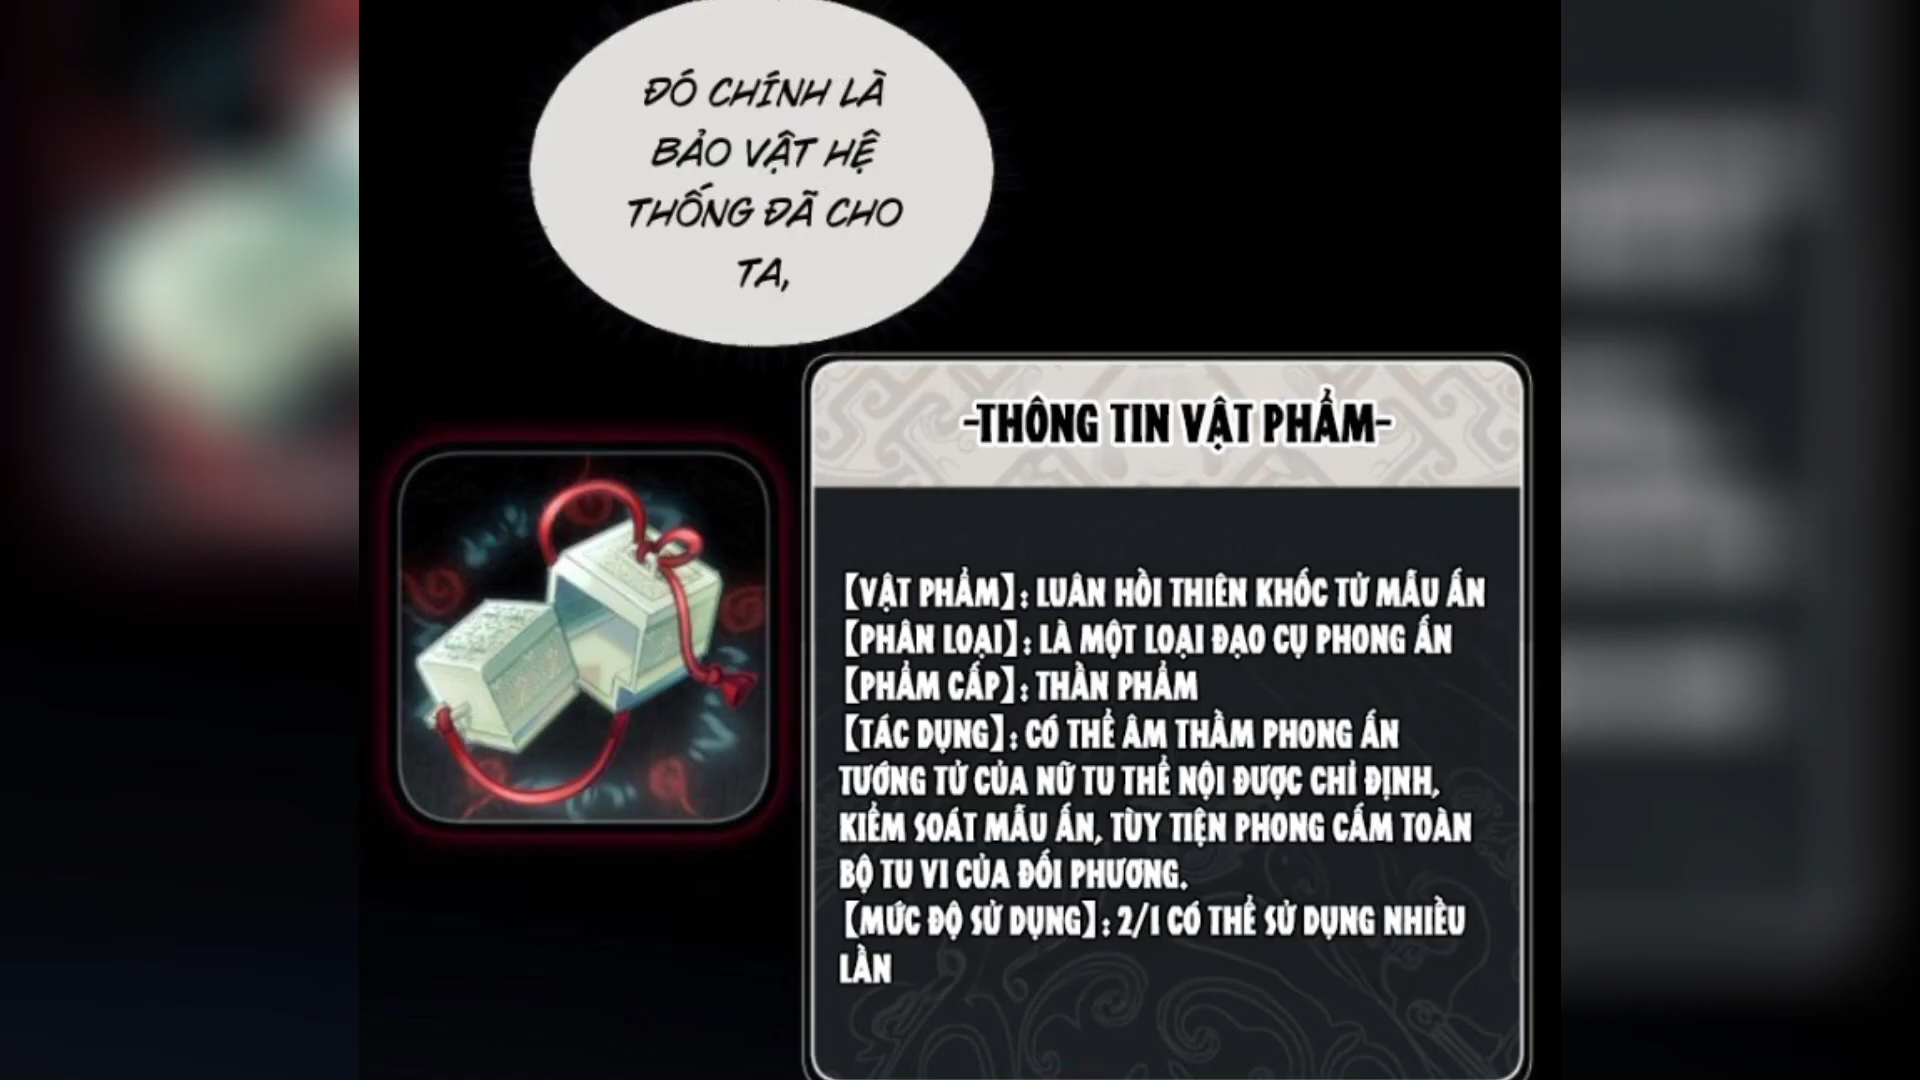 ĐÓ CHÍNH LÀ
BẢO VẬT HỆ
THỐNG ĐÃ CHO
TA,
-THÔNG TIN VẬT PHẨM-
【VẬT PHẨM】: LUÂN HỒI THIÊN KHỐC TỬ MẪU ẤN
【PHÂN LOẠI】: LÀ MỘT LOẠI ĐẠO CỤ PHONG ẤN
【PHẨM CẤP】: THẦN PHẨM
【TÁC DỤNG】: CÓ THỂ ÂM THẦM PHONG ẤN
TƯỚNG TỬ CỦA NỮ TU THỂ NỘI ĐƯỢC CHỈ ĐỊNH,
KIỂM SOÁT MẪU ẤN, TÙY TIỆN PHONG CẤM TOÀN
BỘ TU VI CỦA ĐỐI PHƯƠNG.
【MỨC ĐỘ SỬ DỤNG】: 2/1 CÓ THỂ SỬ DỤNG NHIỀU
LẦN